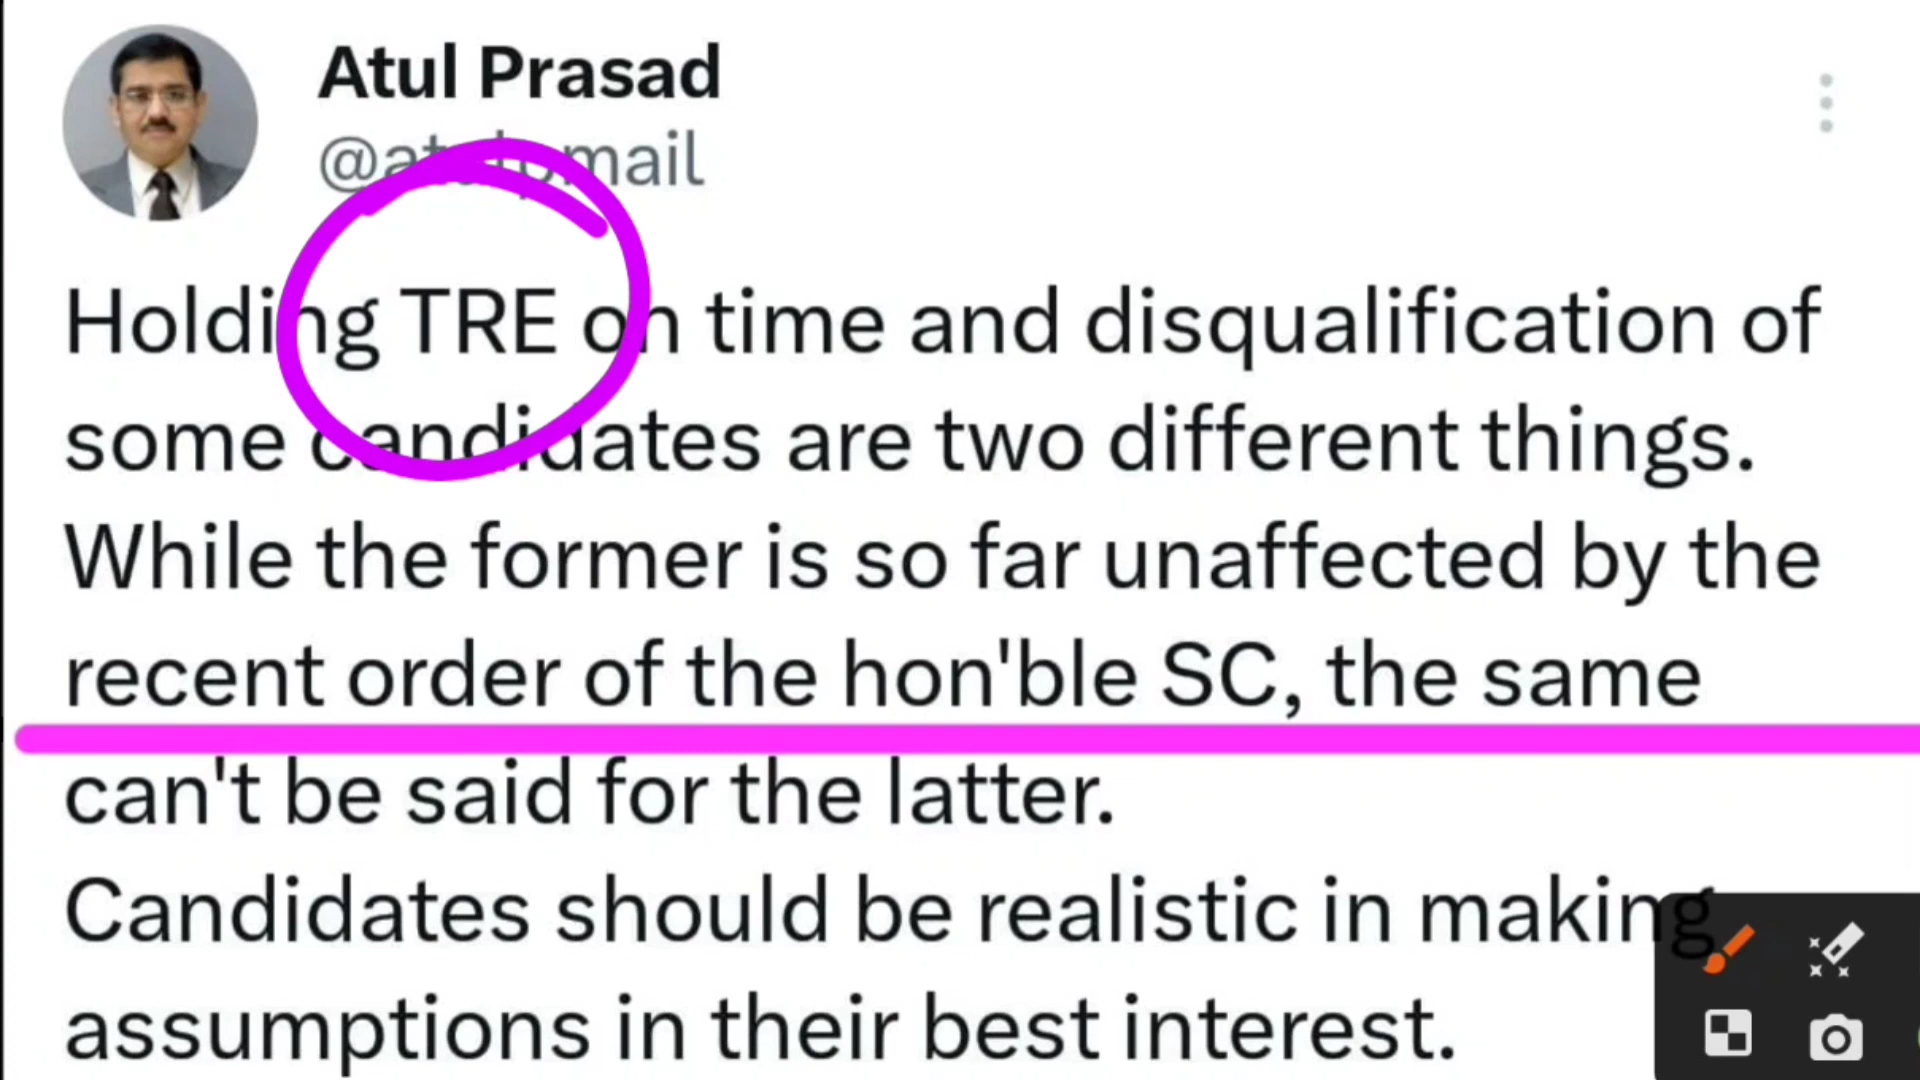 Atul Prasad
@atulpmail
Holding TRE on time and disqualification of
some candidates are two different things.
While the former is so far unaffected by the
recent order of the hon'ble SC, the same
can't be said for the latter.
Candidates should be realistic in making
assumptions in their best interest.